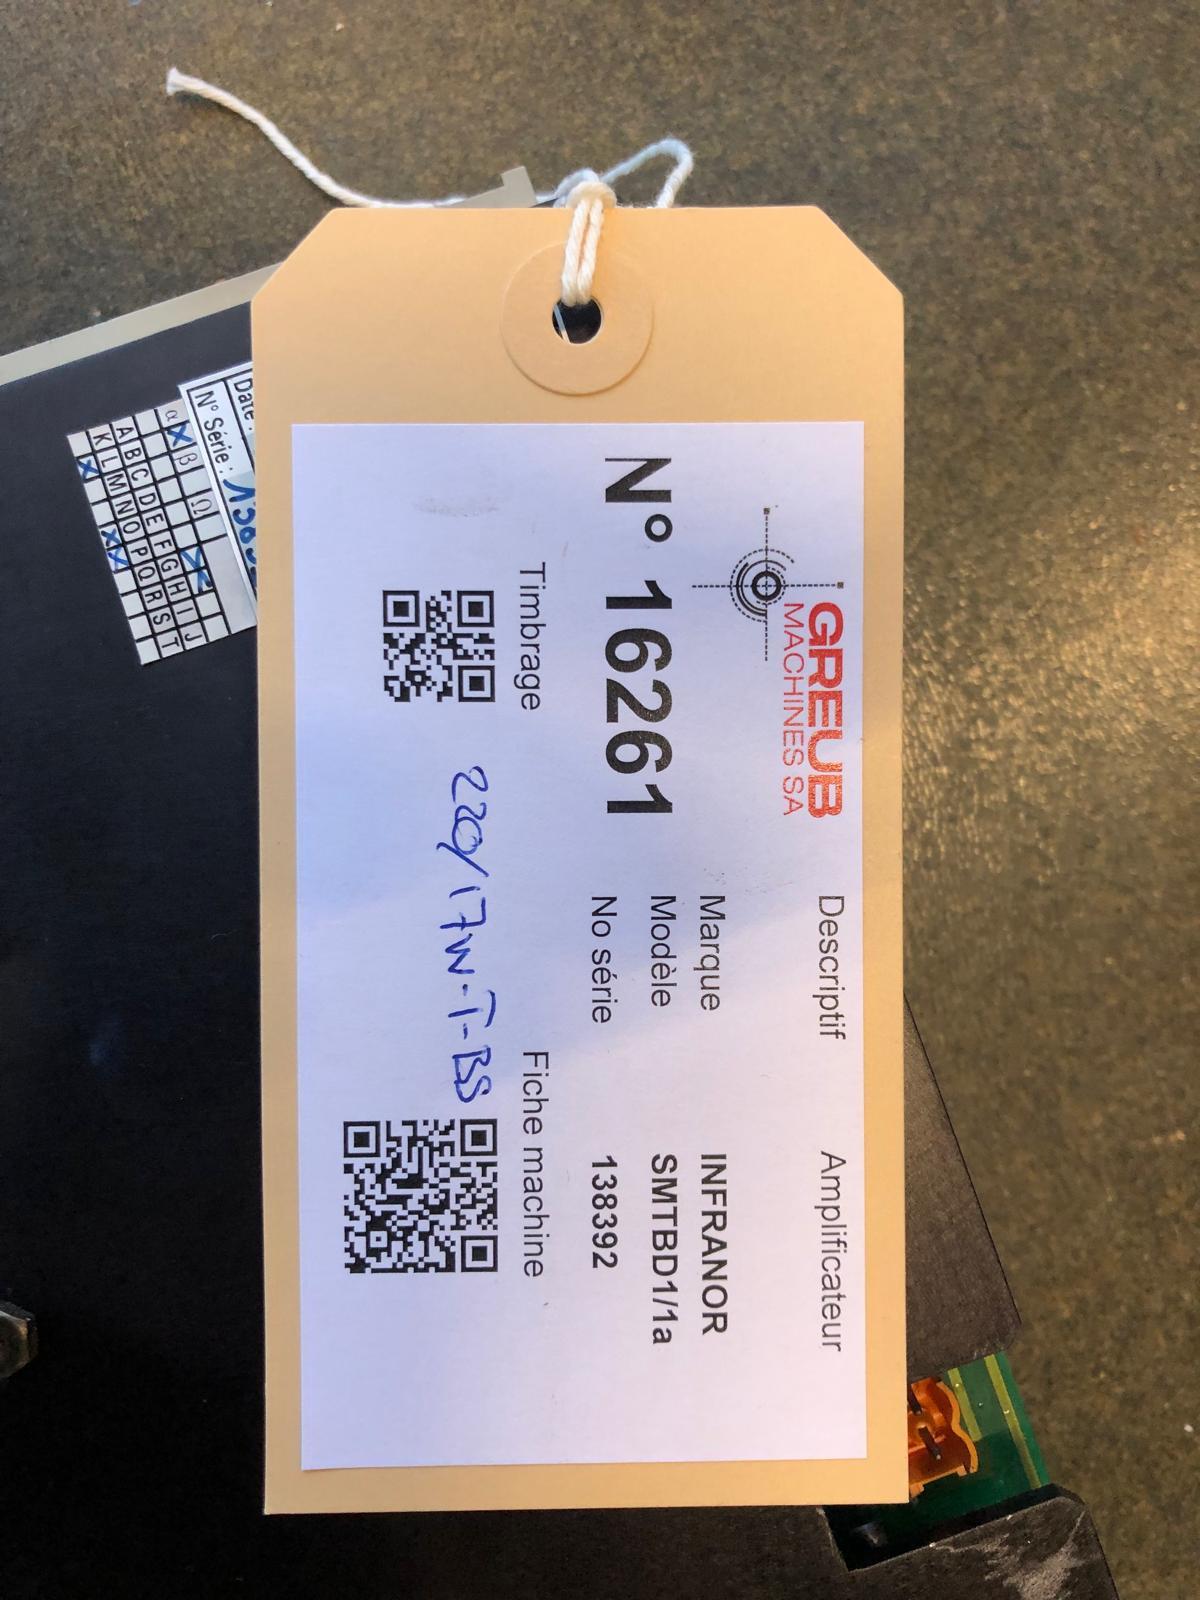 GREUB
MACHINES SA
N° 16261
Descriptif Amplificateur
Marque INFRANOR
Modèle SMTBD1/1a
No série 138392
Timbrage
Fiche machine
220/17W-T-BS
Date:
N° Série:
α β Ω
A B C D E F G H I J
K L M N O P Q R S T